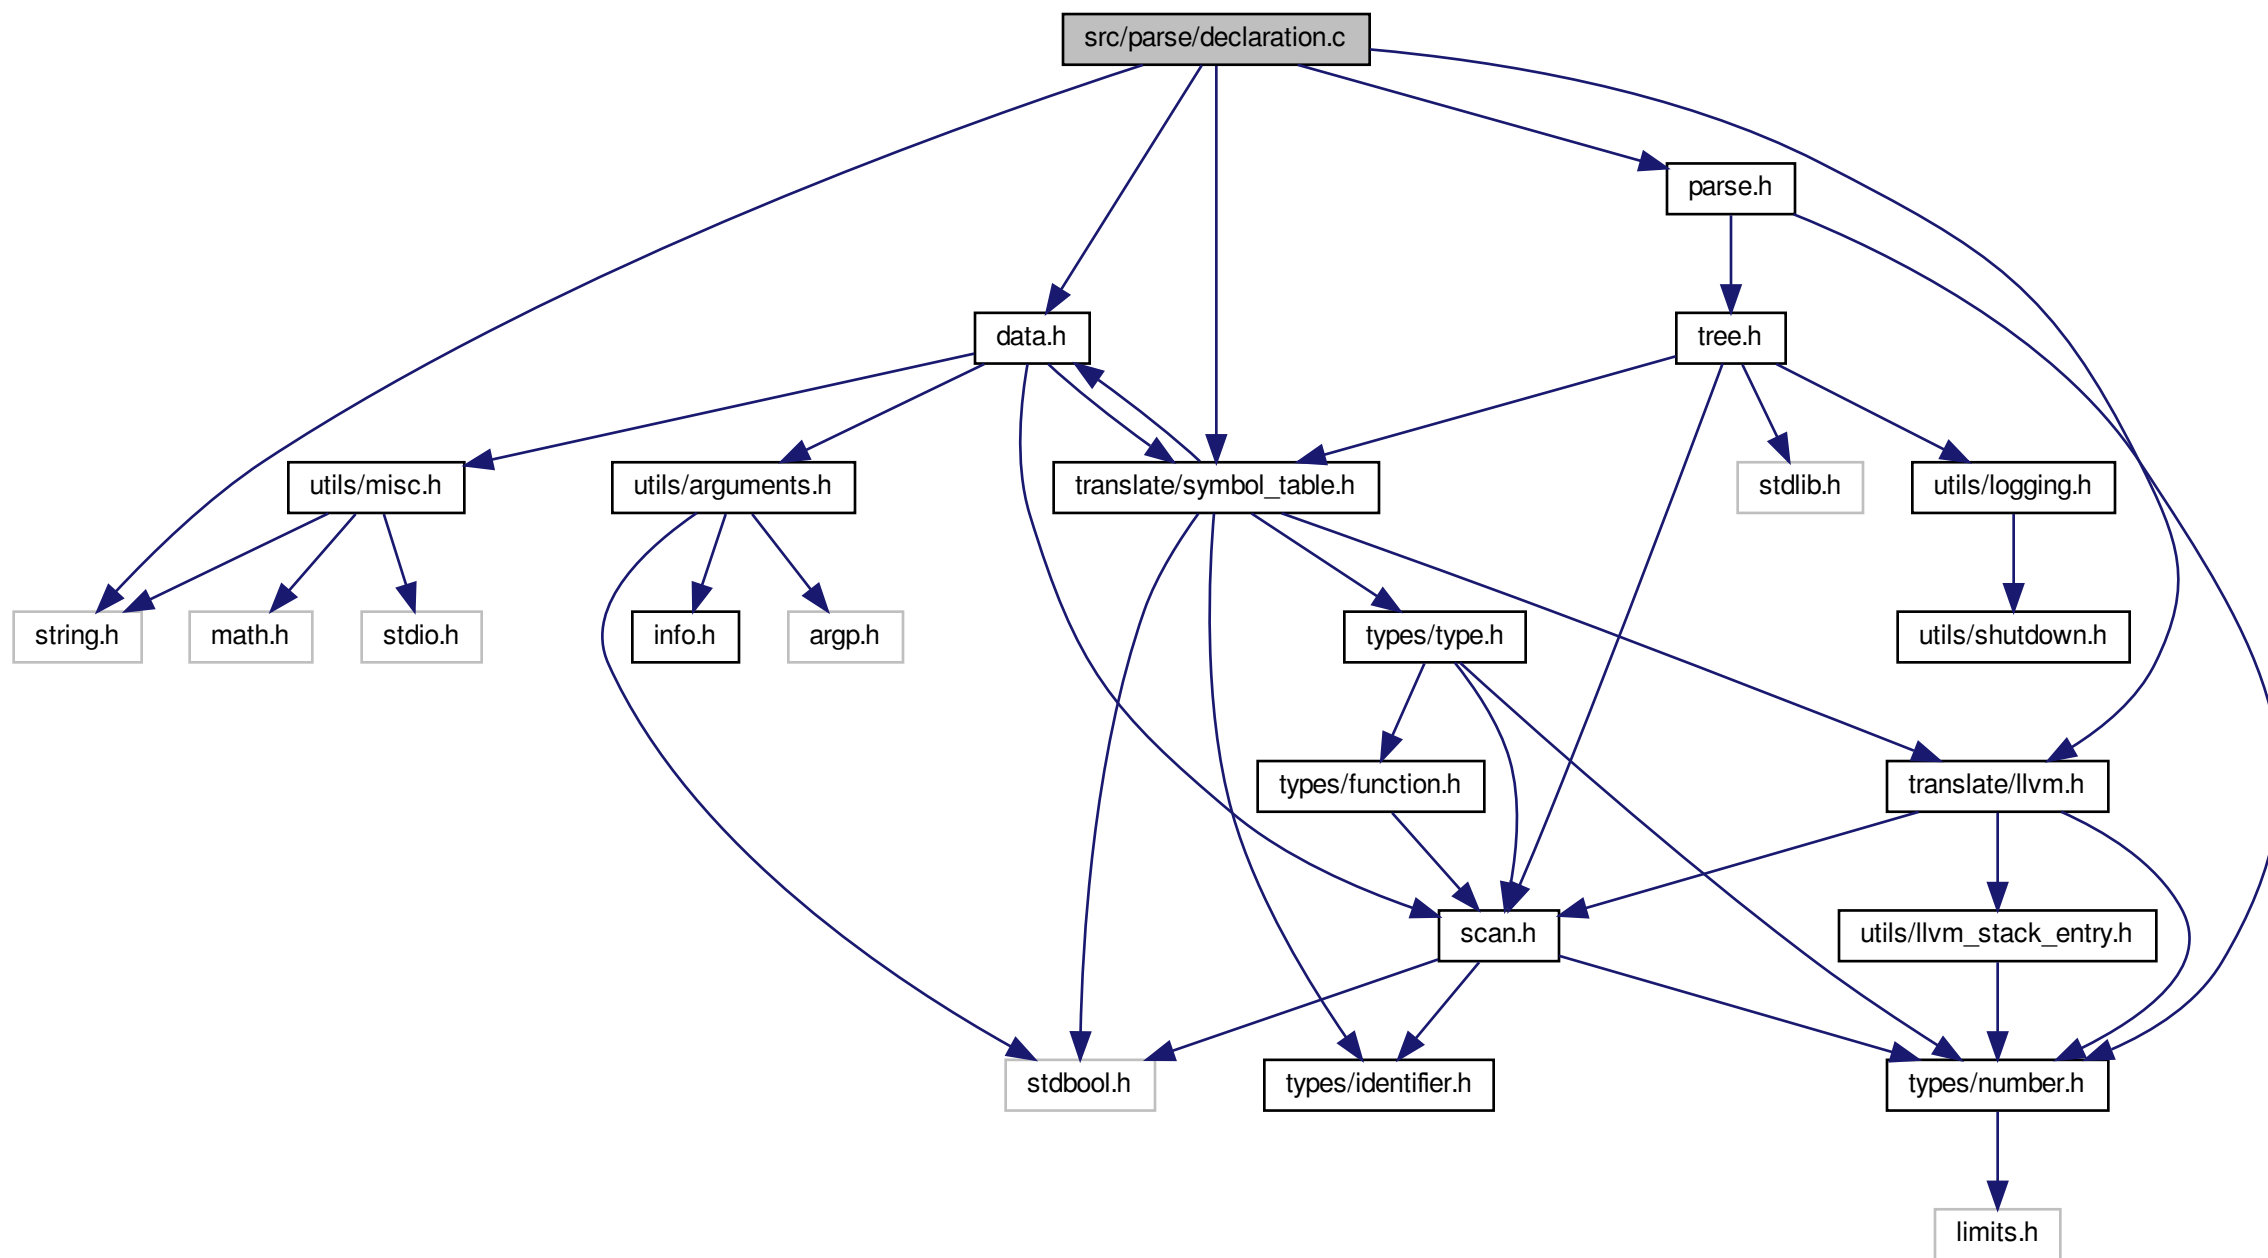 src/parse/declaration.c
parse.h
data.h
tree.h
utils/misc.h
utils/arguments.h
translate/symbol_table.h
stdlib.h
utils/logging.h
string.h
math.h
stdio.h
info.h
argp.h
types/type.h
utils/shutdown.h
types/function.h
translate/llvm.h
scan.h
utils/llvm_stack_entry.h
stdbool.h
types/identifier.h
types/number.h
limits.h